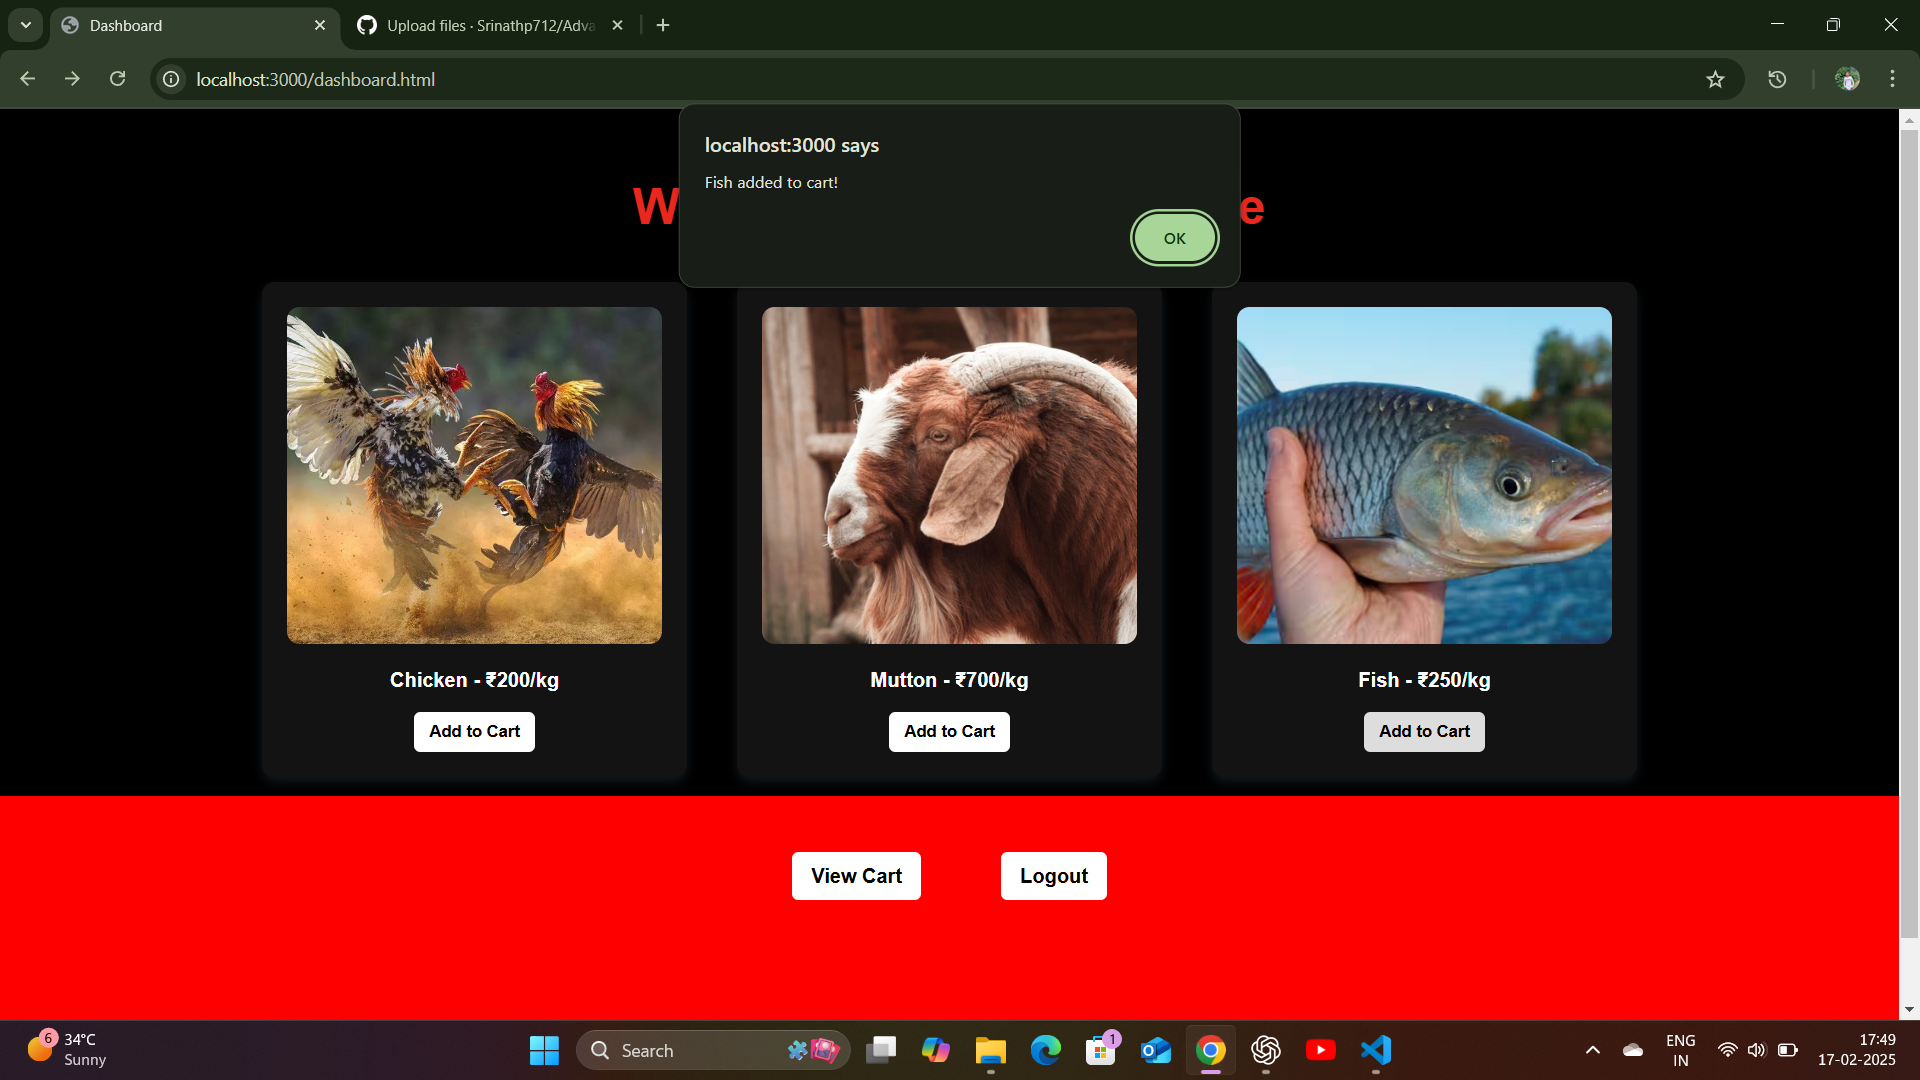 Dashboard
Upload files · Srinathp712/Adva
localhost:3000/dashboard.html
localhost:3000 says
Fish added to cart!
OK
W
e
Chicken - ₹200/kg
Mutton - ₹700/kg
Fish - ₹250/kg
Add to Cart
Add to Cart
Add to Cart
View Cart
Logout
6
34°C
Sunny
Search
1
ENG
IN
17:49
17-02-2025